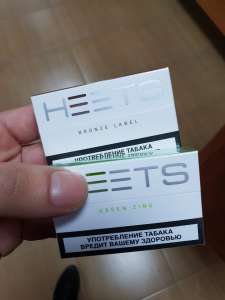 HEETS
BRONZE LABEL
УПОТРЕБЛЕНИЕ ТАБАКА
HEETS
GREEN ZING
УПОТРЕБЛЕНИЕ ТАБАКА
ВРЕДИТ ВАШЕМУ ЗДОРОВЬЮ